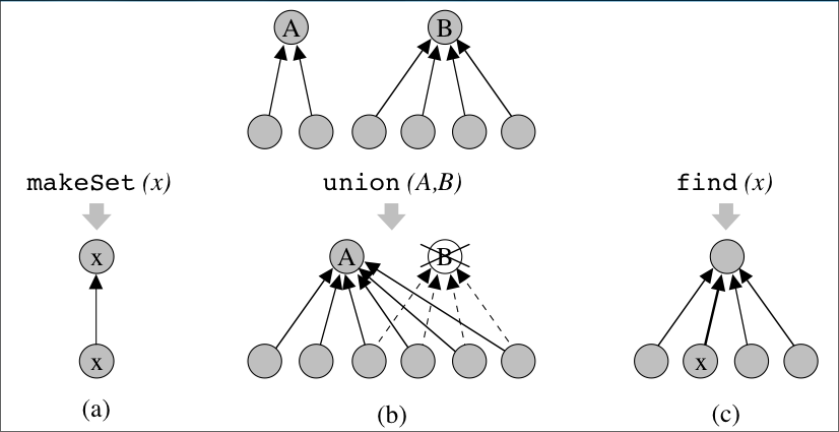 A B
makeSet (x) union (A,B) find (x)
x A B
x x
(a) (b) (c)